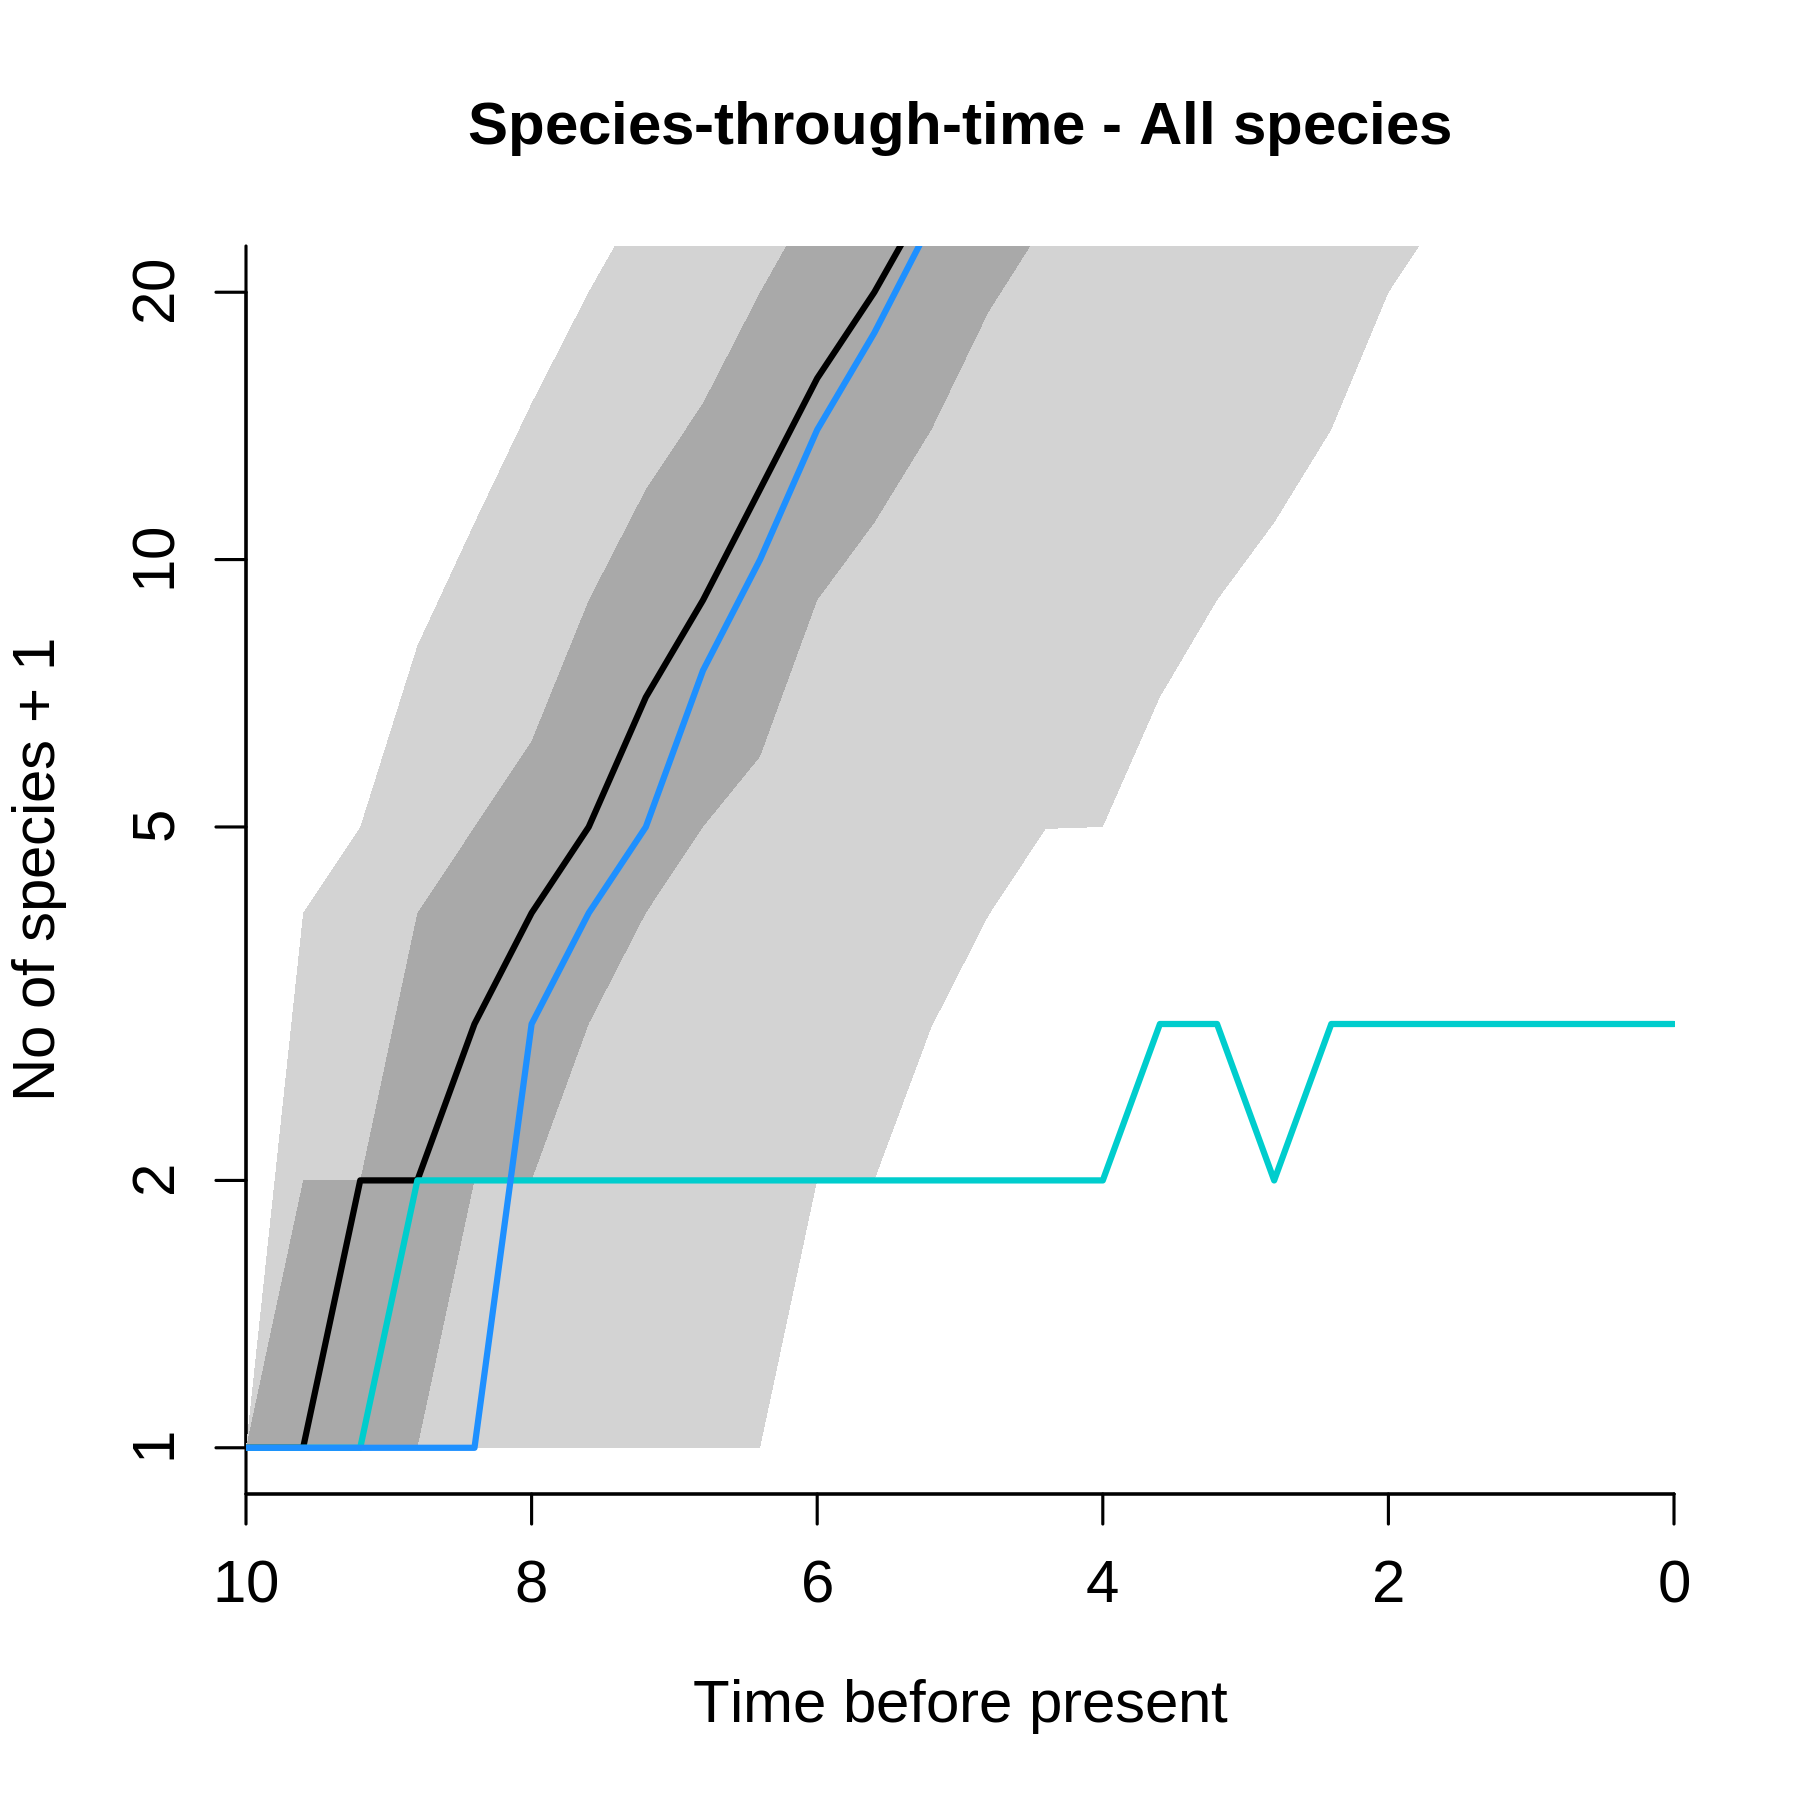 Species-through-time - All species
No of species + 1
20
10
5
2
1
10 8 6 4 2 0
Time before present